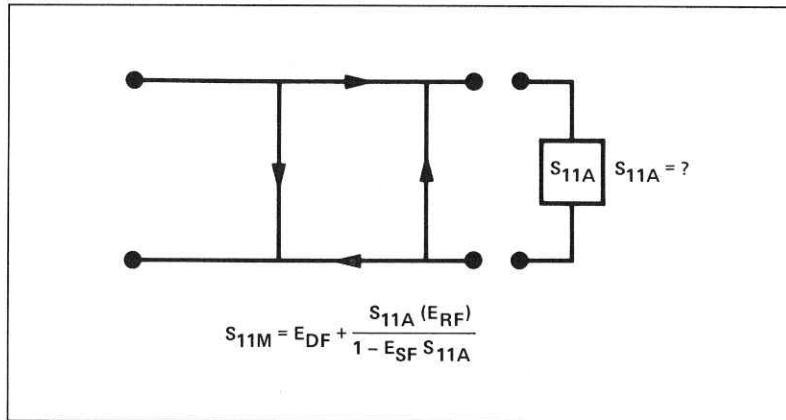 S11A
S11A = ?
S11M = EDF + S11A (ERF) / 1 – ESF S11A